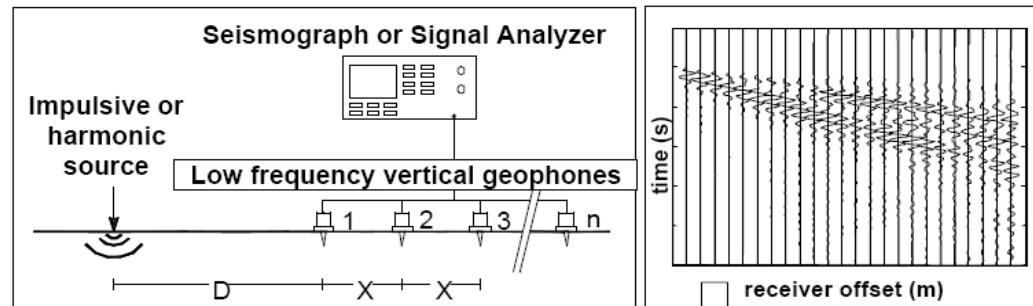 Seismograph or Signal Analyzer
Impulsive or
harmonic
source
Low frequency vertical geophones
1 2 3 n
D X X
time (s)
receiver offset (m)